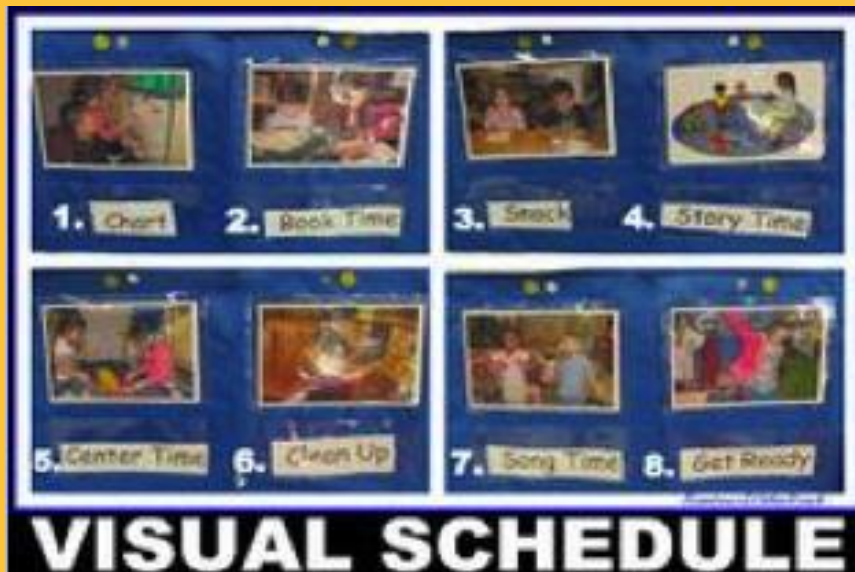 1. Chart
2. Book Time
3. Snack
4. Story Time
5. Center Time
6. Clean Up
7. Song Time
8. Get Ready
VISUAL SCHEDULE